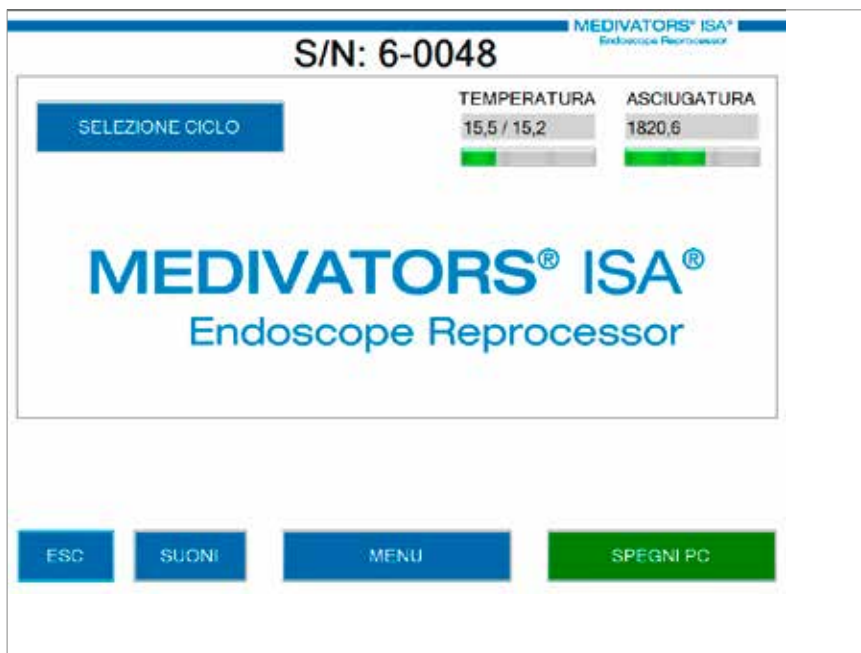 MEDIVATORS® ISA®
Endoscope Reprocessor
S/N: 6-0048
SELEZIONE CICLO
TEMPERATURA
15,5 / 15,2
ASCIUGATURA
1820,6
MEDIVATORS® ISA®
Endoscope Reprocessor
ESC
SUONI
MENU
SPEGNI PC